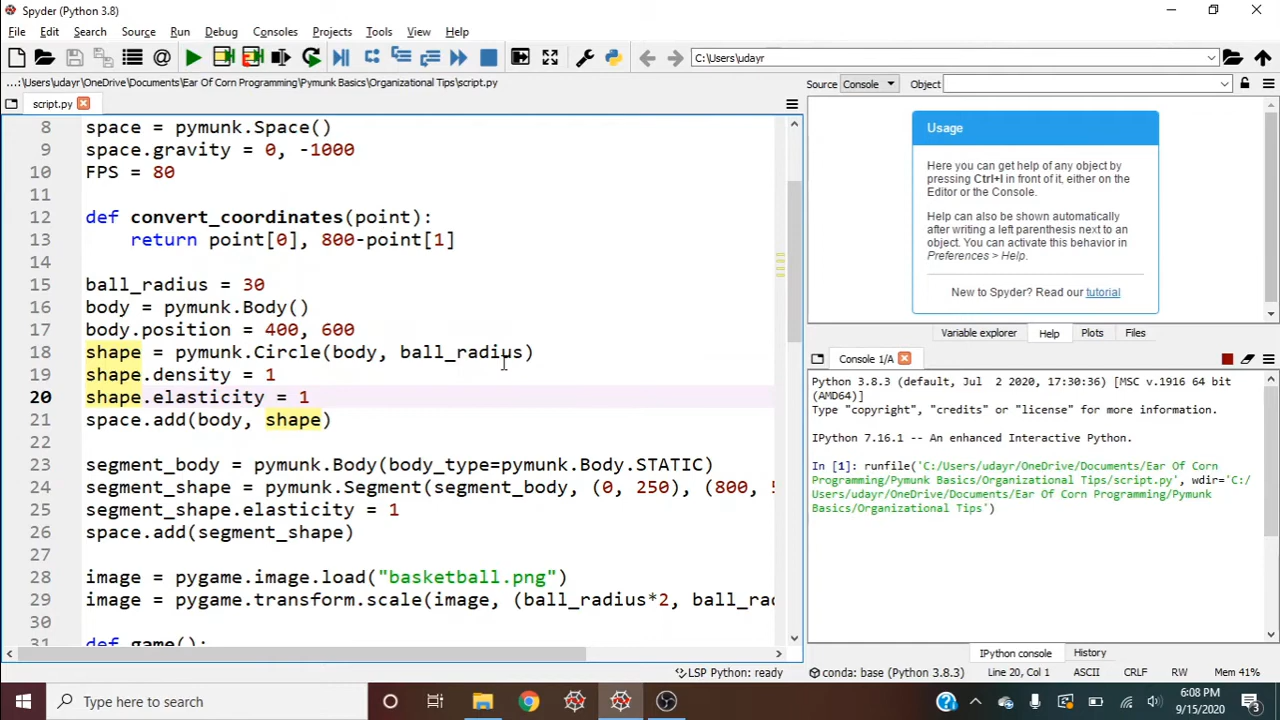 Spyder (Python 3.8)
File Edit Search Source Run Debug Consoles Projects Tools View Help
C:\Users\udayr
...:\Users\udayr\OneDrive\Documents\Ear Of Corn Programming\Pymunk Basics\Organizational Tips\script.py
Source Console Object
script.py
8 space = pymunk.Space()
9 space.gravity = 0, -1000
10 FPS = 80
11
12 def convert_coordinates(point):
13 return point[0], 800-point[1]
14
15 ball_radius = 30
16 body = pymunk.Body()
17 body.position = 400, 600
18 shape = pymunk.Circle(body, ball_radius)
19 shape.density = 1
20 shape.elasticity = 1
21 space.add(body, shape)
22
23 segment_body = pymunk.Body(body_type=pymunk.Body.STATIC)
24 segment_shape = pymunk.Segment(segment_body, (0, 250), (800, 5
25 segment_shape.elasticity = 1
26 space.add(segment_shape)
27
28 image = pygame.image.load("basketball.png")
29 image = pygame.transform.scale(image, (ball_radius*2, ball_rad
30
31 def game():
Usage
Here you can get help of any object by
pressing Ctrl+I in front of it, either on the
Editor or the Console.
Help can also be shown automatically
after writing a left parenthesis next to an
object. You can activate this behavior in
Preferences > Help.
New to Spyder? Read our tutorial
Variable explorer Help Plots Files
Console 1/A
Python 3.8.3 (default, Jul 2 2020, 17:30:36) [MSC v.1916 64 bit
(AMD64)]
Type "copyright", "credits" or "license" for more information.
IPython 7.16.1 -- An enhanced Interactive Python.
In [1]: runfile('C:/Users/udayr/OneDrive/Documents/Ear Of Corn
Programming/Pymunk Basics/Organizational Tips/script.py', wdir='C:/
Users/udayr/OneDrive/Documents/Ear Of Corn Programming/Pymunk
Basics/Organizational Tips')
IPython console History
LSP Python: ready conda: base (Python 3.8.3) Line 20, Col 1 ASCII CRLF RW Mem 41%
Type here to search
6:08 PM
9/15/2020
3